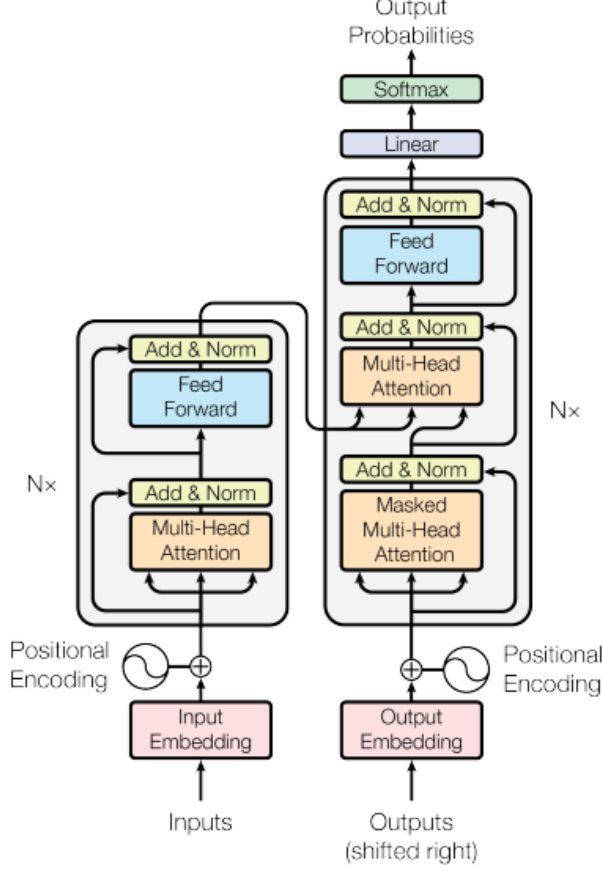 Output
Probabilities
Softmax
Linear
Add & Norm
Feed
Forward
Add & Norm
Multi-Head
Attention
Add & Norm
Masked
Multi-Head
Attention
N×
Add & Norm
Feed
Forward
Add & Norm
Multi-Head
Attention
N×
Positional
Encoding
Positional
Encoding
Input
Embedding
Output
Embedding
Inputs
Outputs
(shifted right)